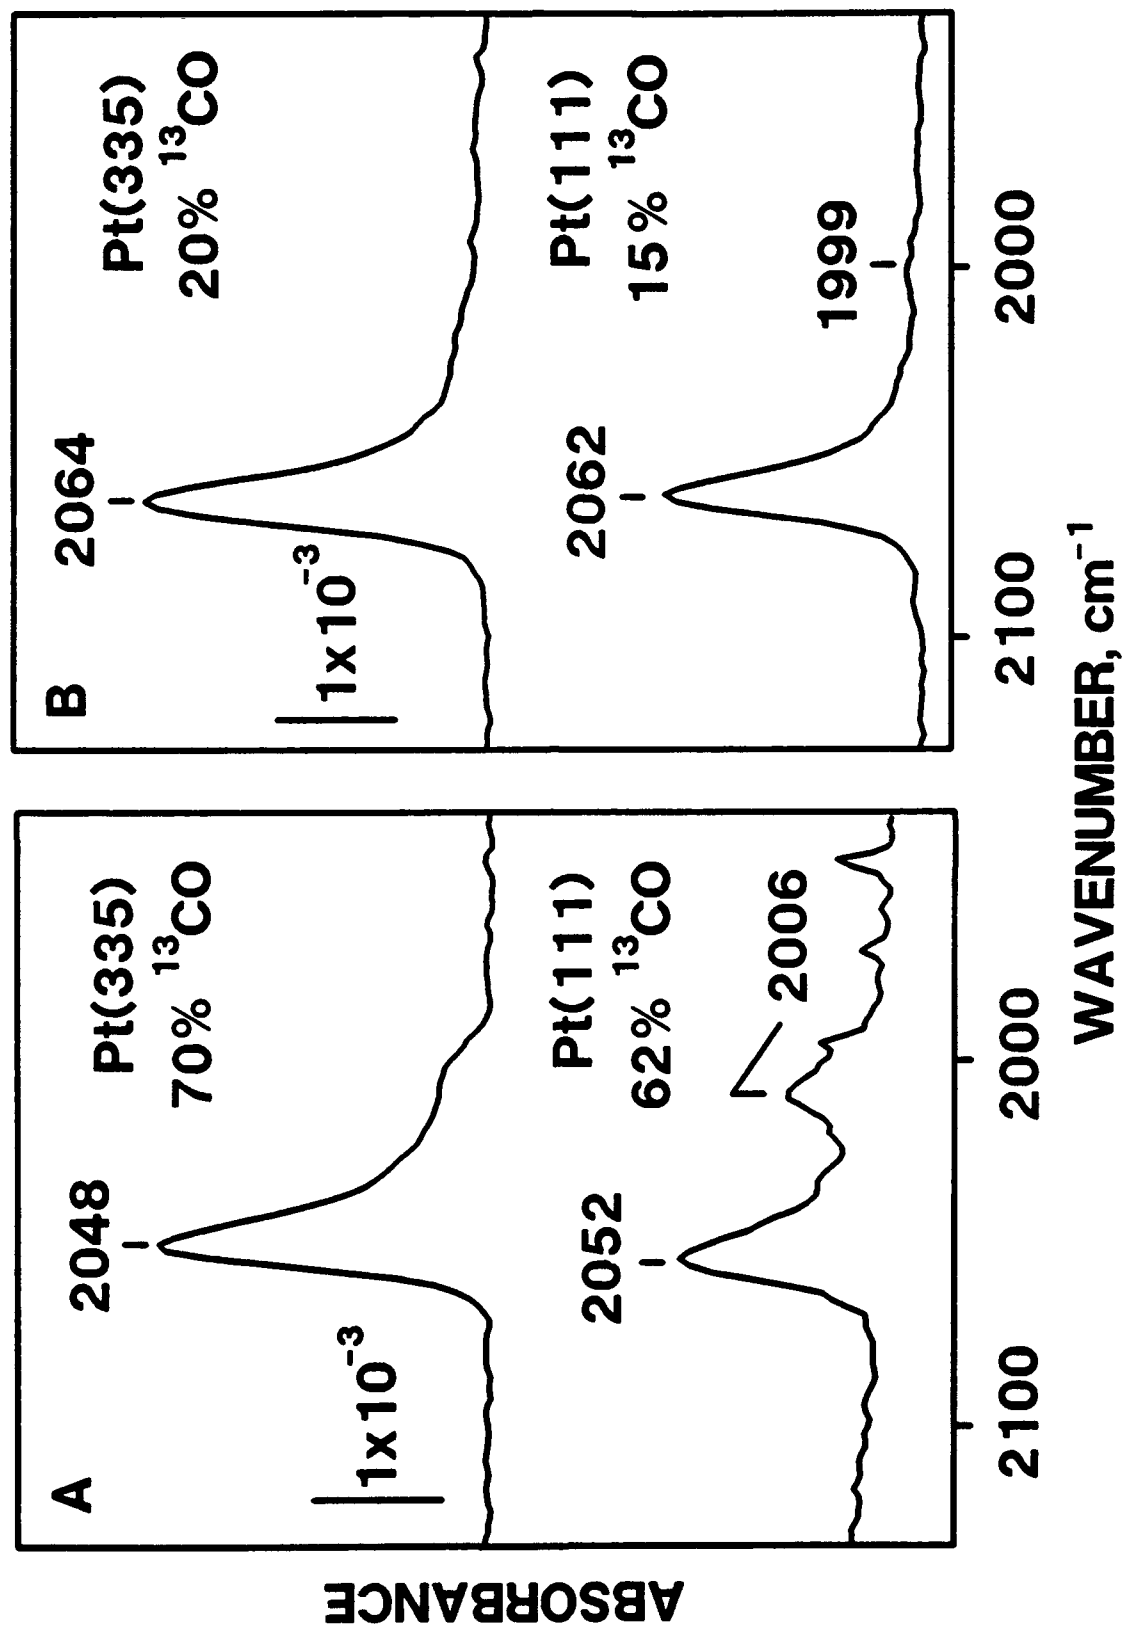 ABSORBANCE
A
2048
Pt(335)
70% ¹³CO
1x10⁻³
2052
Pt(111)
62% ¹³CO
2006
2100
2000
B
2064
Pt(335)
20% ¹³CO
1x10⁻³
2062
Pt(111)
15% ¹³CO
1999
2100
2000
WAVENUMBER, cm⁻¹